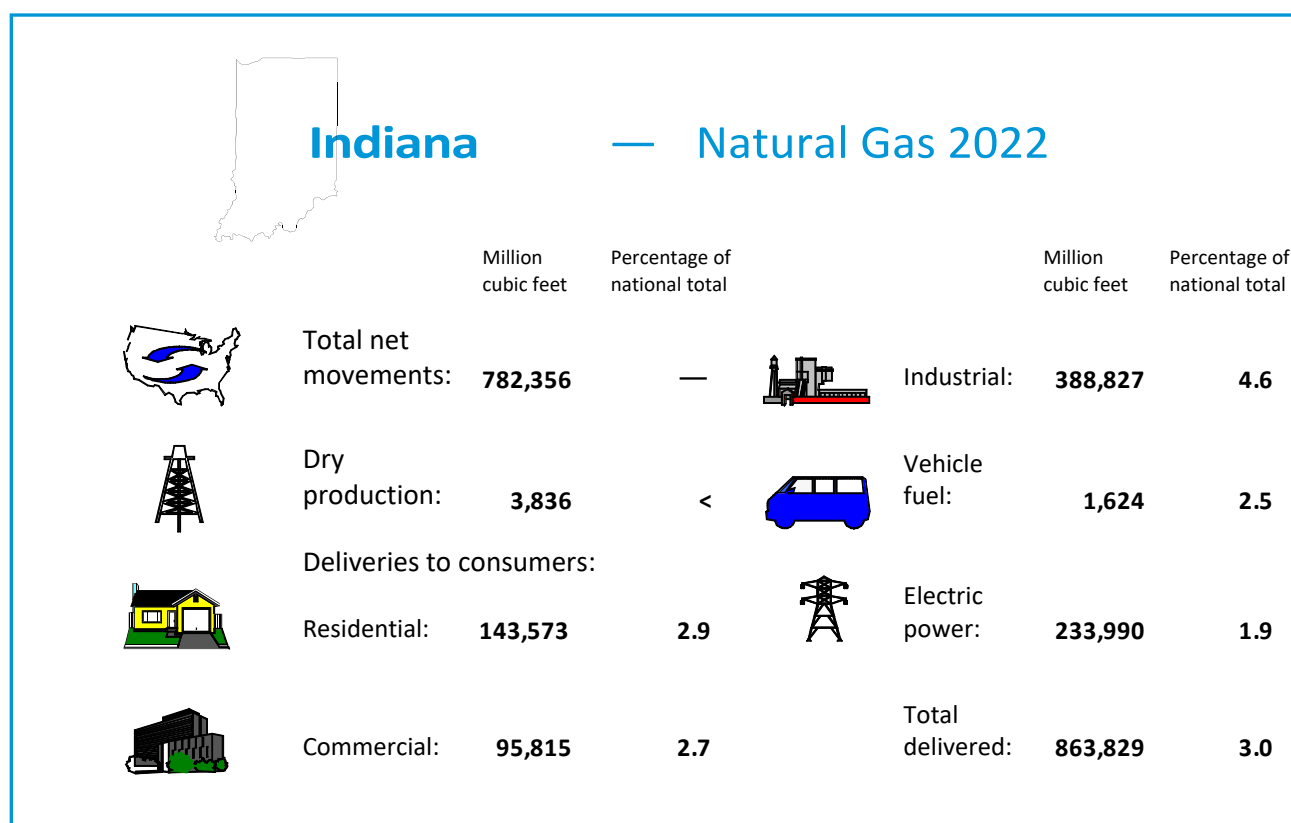 Indiana — Natural Gas 2022
Million Percentage of Million Percentage of
cubic feet national total cubic feet national total
Total net
movements: 782,356 — Industrial: 388,827 4.6
Dry Vehicle
production: 3,836 < fuel: 1,624 2.5
Deliveries to consumers:
Electric
Residential: 143,573 2.9 power: 233,990 1.9
Total
Commercial: 95,815 2.7 delivered: 863,829 3.0